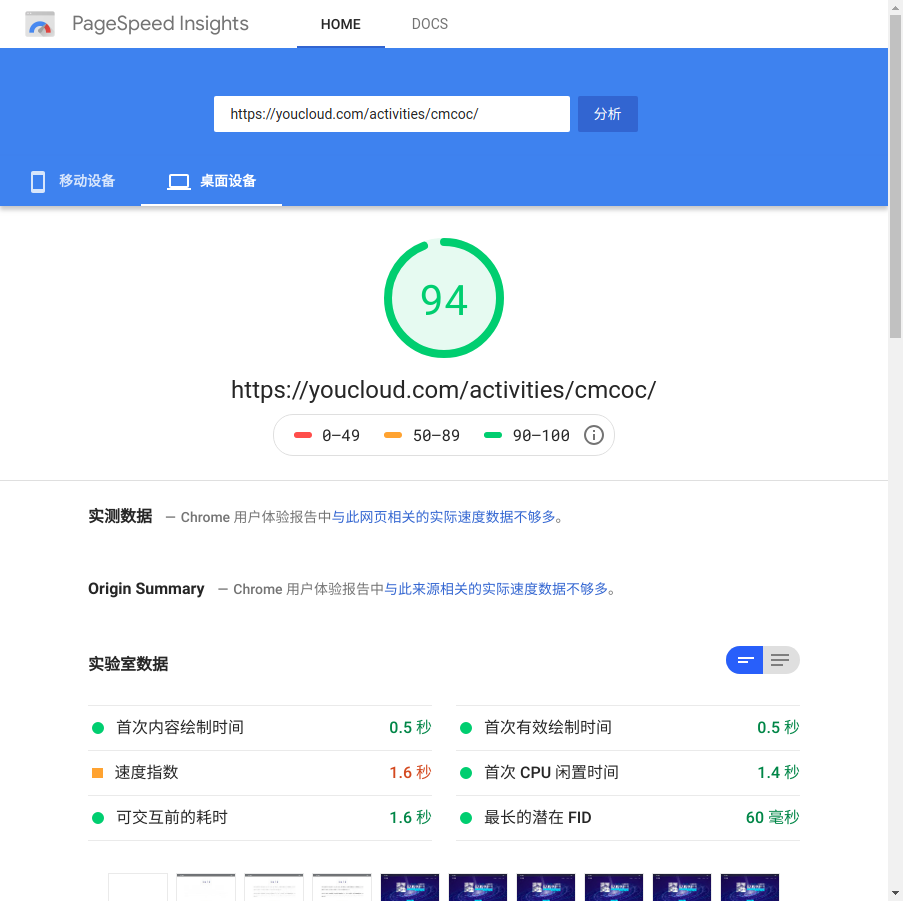 PageSpeed Insights HOME DOCS
https://youcloud.com/activities/cmcoc/ 分析
移动设备 桌面设备
94
https://youcloud.com/activities/cmcoc/
0–49 50–89 90–100
实测数据 — Chrome 用户体验报告中与此网页相关的实际速度数据不够多。
Origin Summary — Chrome 用户体验报告中与此来源相关的实际速度数据不够多。
实验室数据
首次内容绘制时间 0.5 秒 首次有效绘制时间 0.5 秒
速度指数 1.6 秒 首次 CPU 闲置时间 1.4 秒
可交互前的耗时 1.6 秒 最长的潜在 FID 60 毫秒